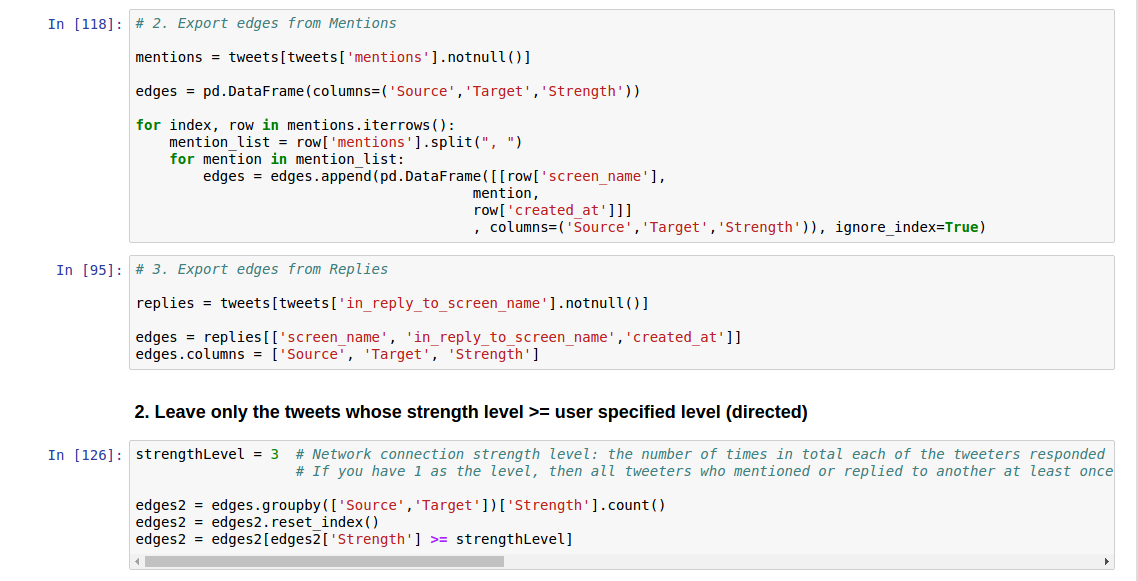 In [118]: # 2. Export edges from Mentions
mentions = tweets[tweets['mentions'].notnull()]
edges = pd.DataFrame(columns=('Source','Target','Strength'))
for index, row in mentions.iterrows():
    mention_list = row['mentions'].split(", ")
    for mention in mention_list:
        edges = edges.append(pd.DataFrame([[row['screen_name'],
                                        mention,
                                        row['created_at']]]
                                        , columns=('Source','Target','Strength')), ignore_index=True)
In [95]: # 3. Export edges from Replies
replies = tweets[tweets['in_reply_to_screen_name'].notnull()]
edges = replies[['screen_name', 'in_reply_to_screen_name','created_at']]
edges.columns = ['Source', 'Target', 'Strength']
2. Leave only the tweets whose strength level >= user specified level (directed)
In [126]: strengthLevel = 3  # Network connection strength level: the number of times in total each of the tweeters responded
                   # If you have 1 as the level, then all tweeters who mentioned or replied to another at least once
edges2 = edges.groupby(['Source','Target'])['Strength'].count()
edges2 = edges2.reset_index()
edges2 = edges2[edges2['Strength'] >= strengthLevel]